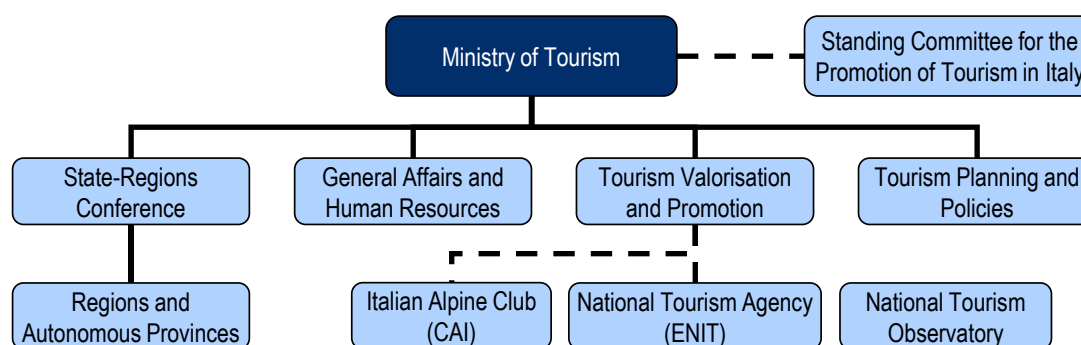 Ministry of Tourism
Standing Committee for the
Promotion of Tourism in Italy
State-Regions
Conference
General Affairs and
Human Resources
Tourism Valorisation
and Promotion
Tourism Planning and
Policies
Regions and
Autonomous Provinces
Italian Alpine Club
(CAI)
National Tourism Agency
(ENIT)
National Tourism
Observatory